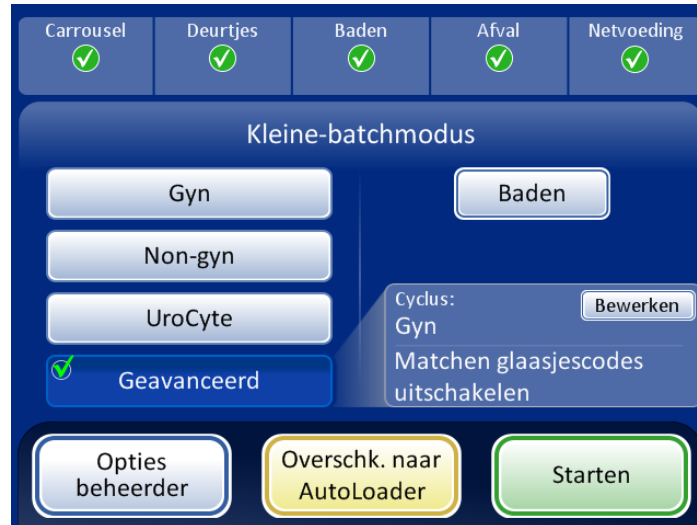 Carrousel
Deurtjes
Baden
Afval
Netvoeding
Kleine-batchmodus
Gyn
Non-gyn
UroCyte
Geavanceerd
Baden
Cyclus:
Gyn
Bewerken
Matchen glaasjescodes
uitschakelen
Opties
beheerder
Overschk. naar
AutoLoader
Starten